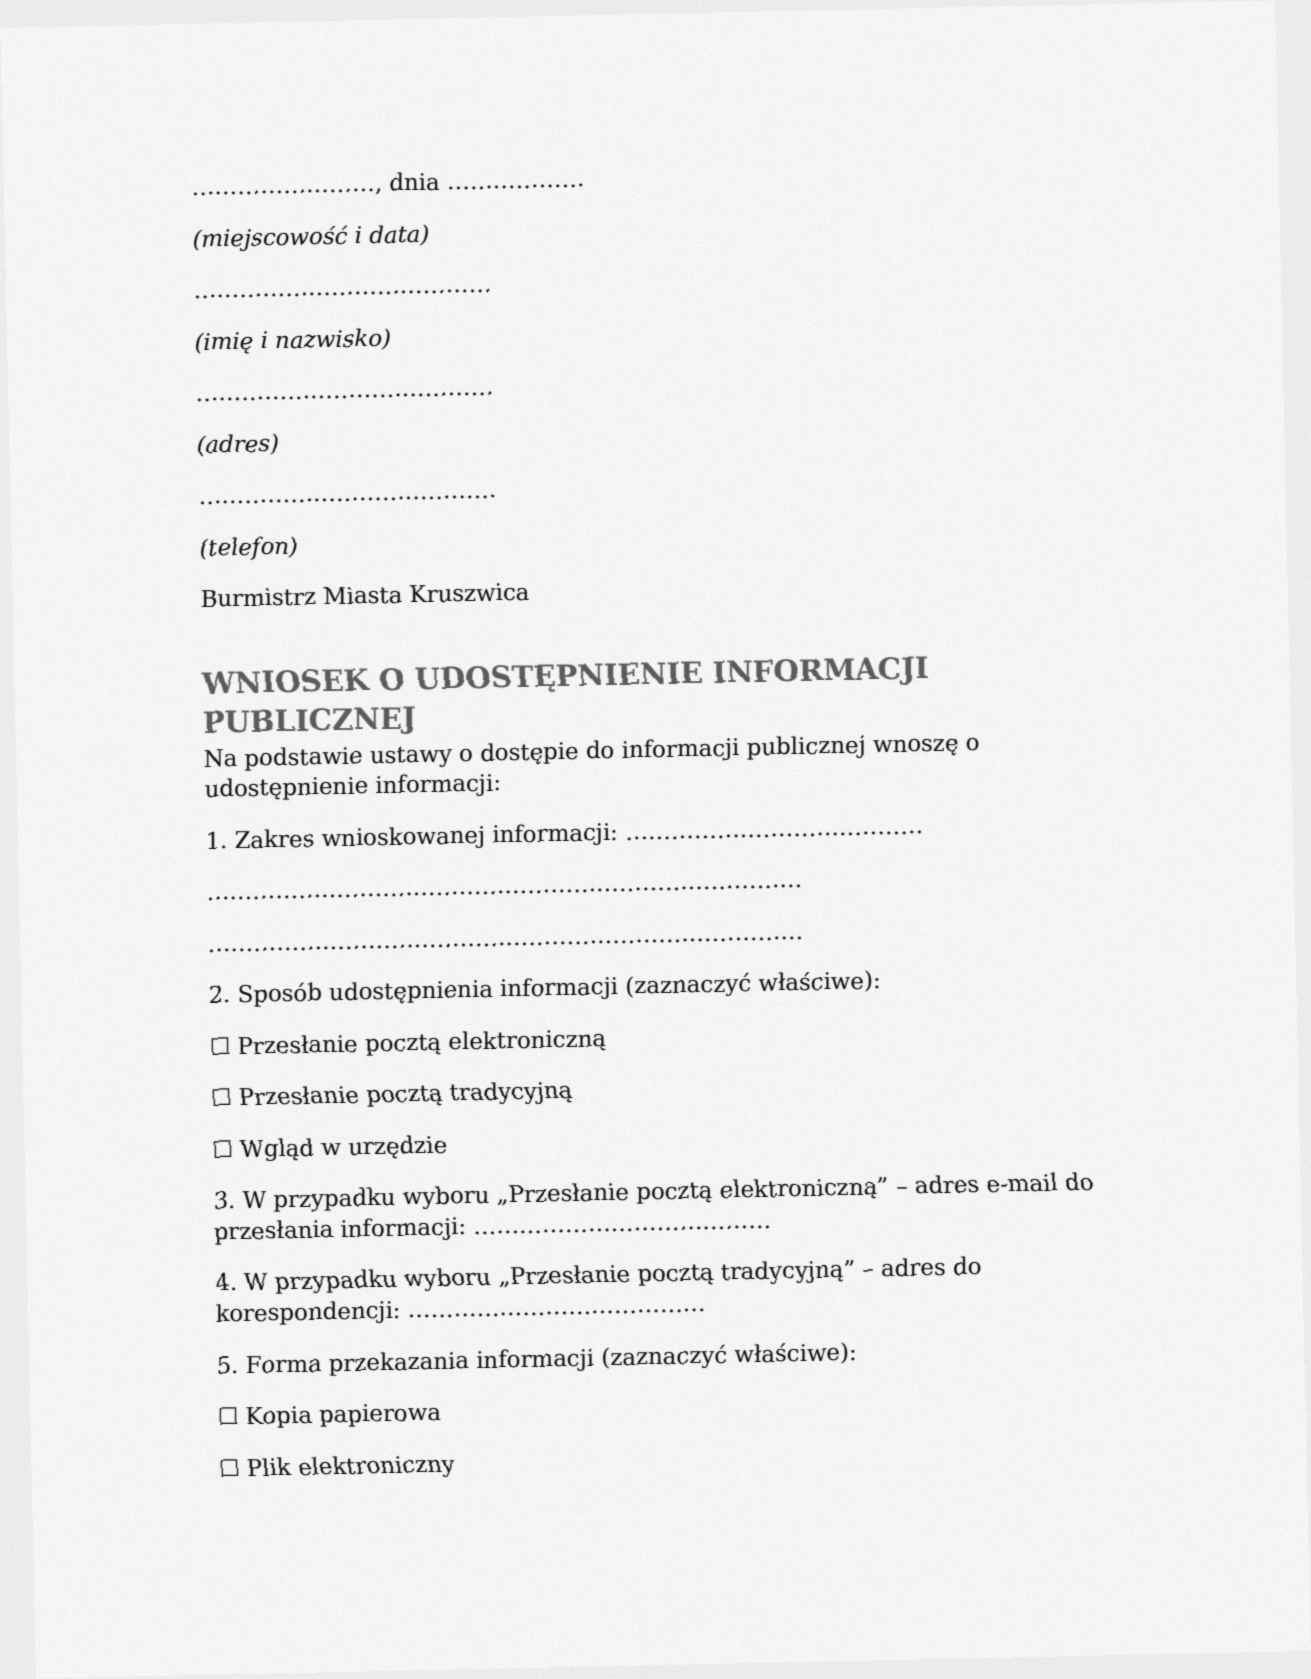 ........................, dnia ..................
(miejscowość i data)
.......................................
(imię i nazwisko)
.......................................
(adres)
.......................................
(telefon)
Burmistrz Miasta Kruszwica
WNIOSEK O UDOSTĘPNIENIE INFORMACJI
PUBLICZNEJ
Na podstawie ustawy o dostępie do informacji publicznej wnoszę o
udostępnienie informacji:
1. Zakres wnioskowanej informacji: .......................................
..............................................................................
..............................................................................
2. Sposób udostępnienia informacji (zaznaczyć właściwe):
☐ Przesłanie pocztą elektroniczną
☐ Przesłanie pocztą tradycyjną
☐ Wgląd w urzędzie
3. W przypadku wyboru „Przesłanie pocztą elektroniczną” – adres e-mail do
przesłania informacji: .......................................
4. W przypadku wyboru „Przesłanie pocztą tradycyjną” – adres do
korespondencji: .......................................
5. Forma przekazania informacji (zaznaczyć właściwe):
☐ Kopia papierowa
☐ Plik elektroniczny